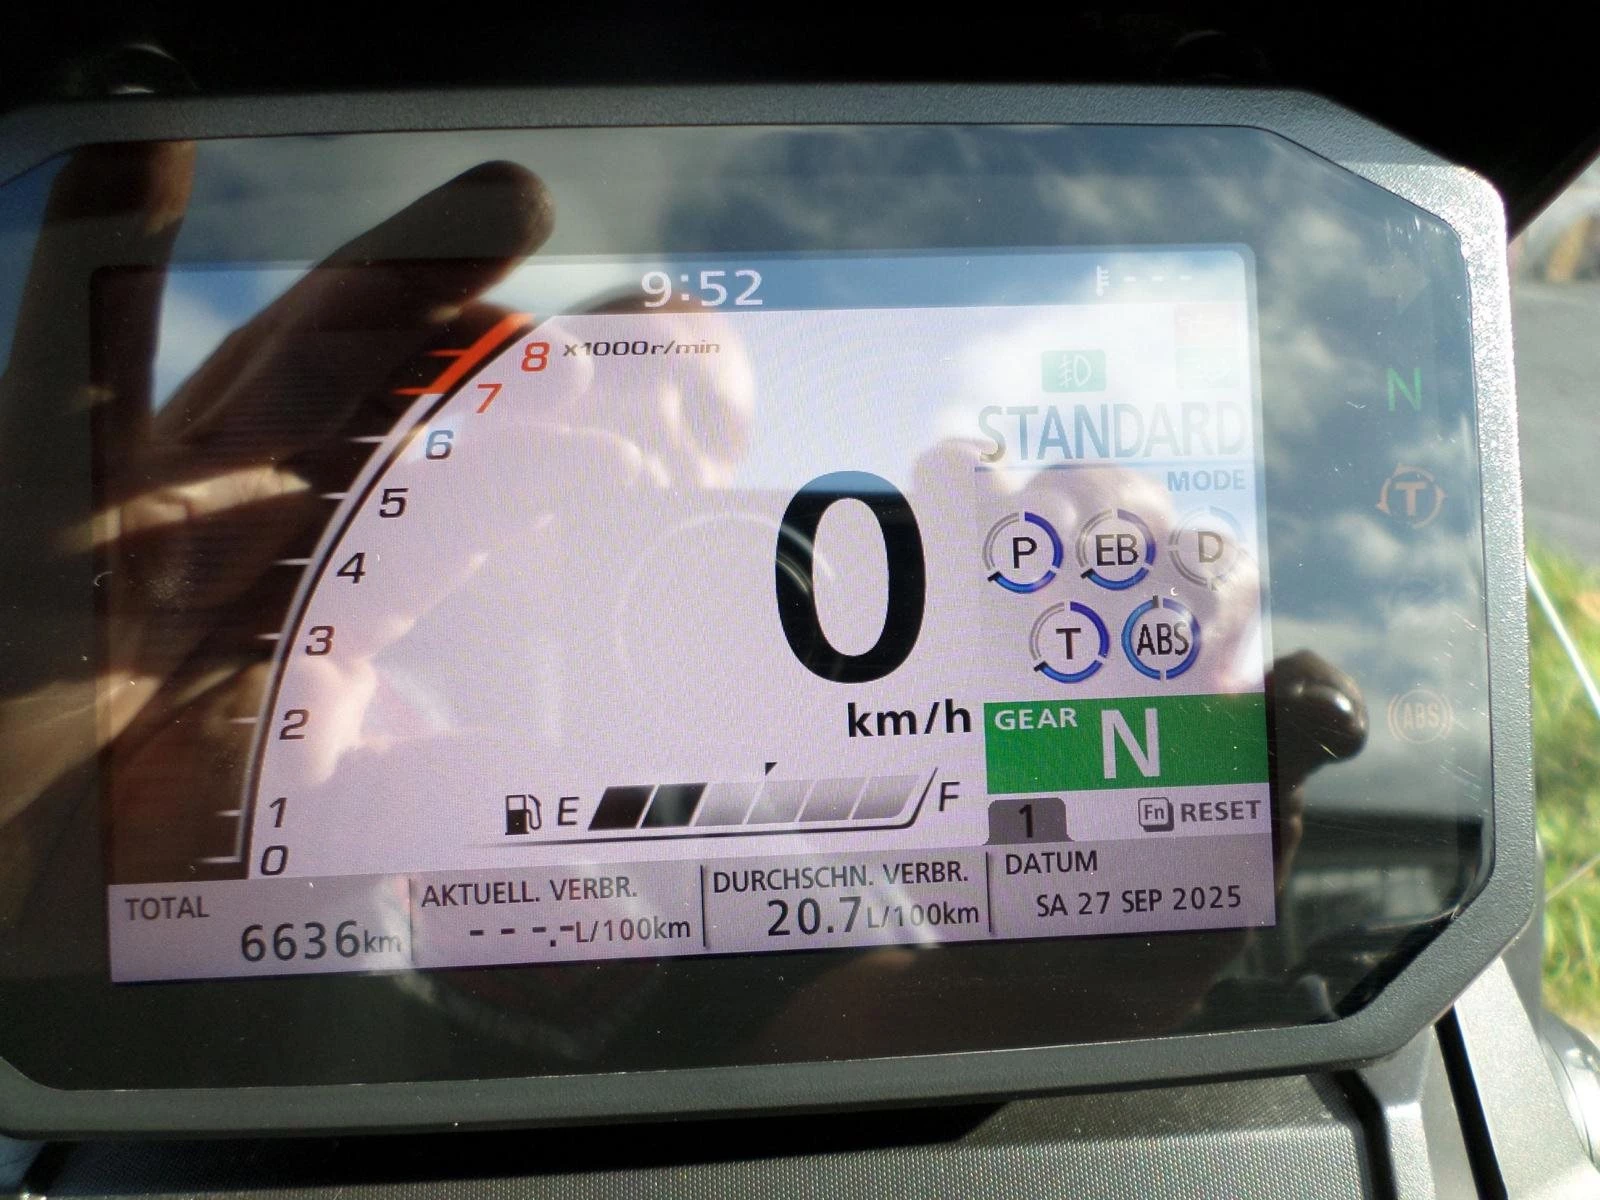 9:52
---
8 x1000r/min
7
6
5
4
3
2
1
0
STANDARD
MODE
P EB D
T ABS
0
km/h
GEAR N
E F
1
Fn RESET
TOTAL
6636km
AKTUELL. VERBR.
---.-L/100km
DURCHSCHN. VERBR.
20.7L/100km
DATUM
SA 27 SEP 2025
N
T
ABS